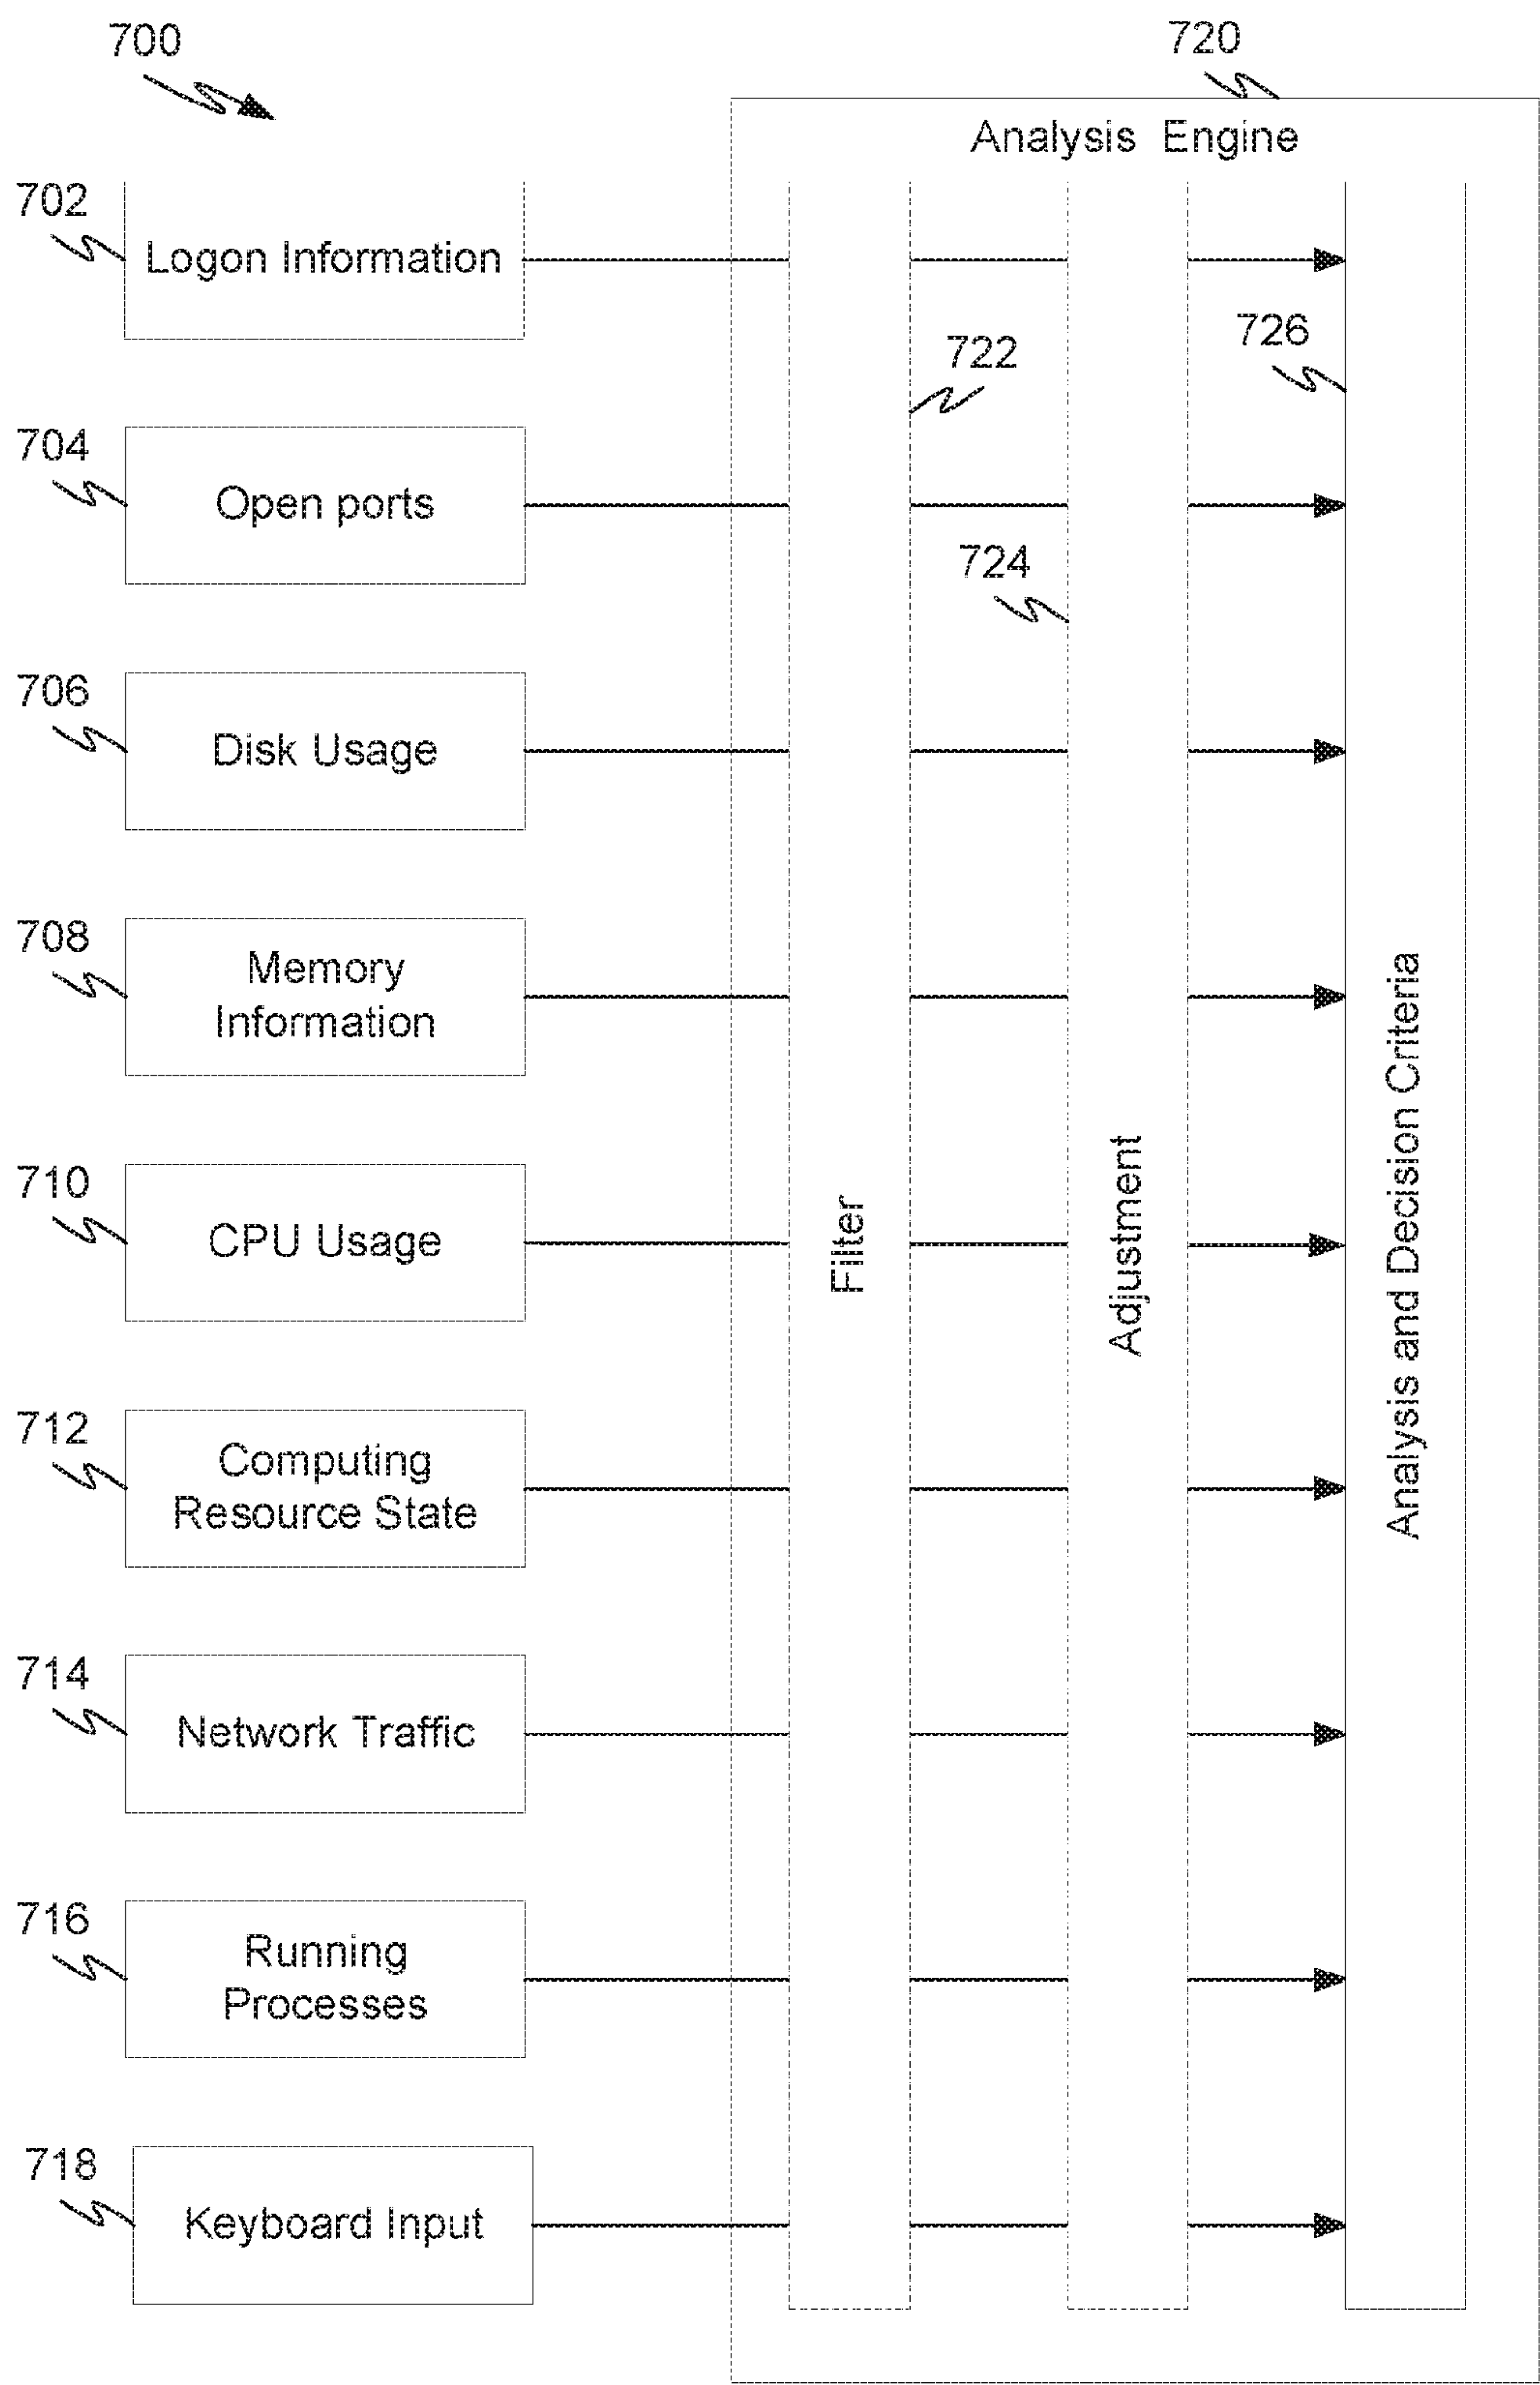 700
720
Analysis Engine
702
Logon Information
726
722
704
Open ports
724
706
Disk Usage
708
Memory
Information
710
CPU Usage
Filter
Adjustment
Analysis and Decision Criteria
712
Computing
Resource State
714
Network Traffic
716
Running
Processes
718
Keyboard Input